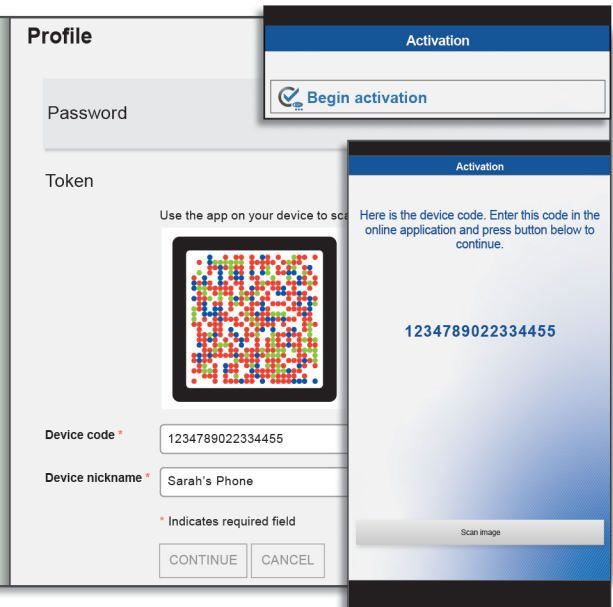 Profile
Password
Token
Use the app on your device to
Device code *
1234789022334455
Device nickname *
Sarah's Phone
* Indicates required field
CONTINUE
CANCEL
Activation
Begin activation
Activation
Here is the device code. Enter this code in the
online application and press button below to
continue.
1234789022334455
Scan image